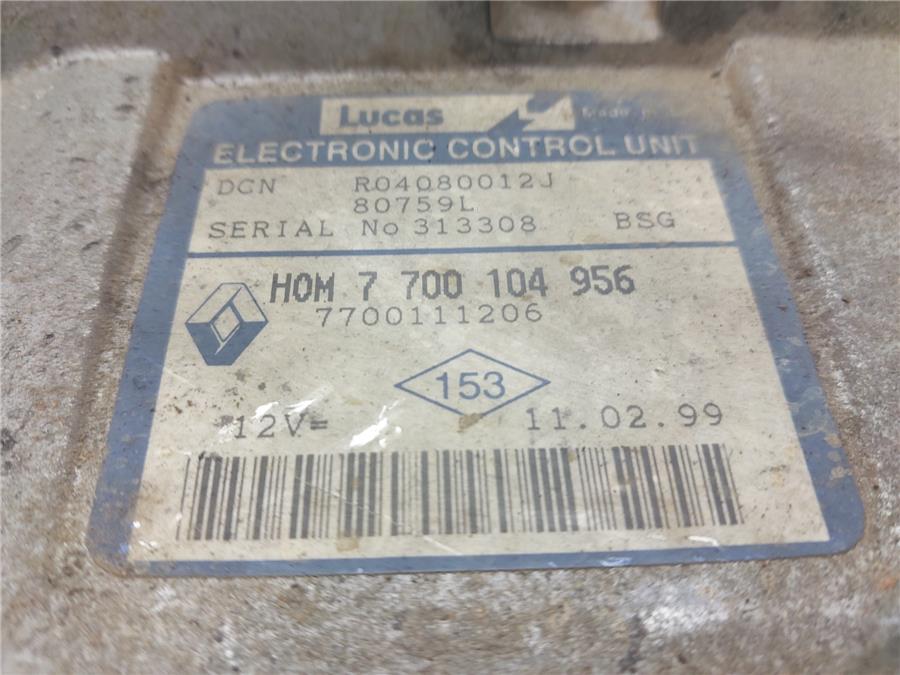 Lucas Made
ELECTRONIC CONTROL UNIT
DCN R04080012J
80759L
SERIAL No 313308 BSG
HOM 7 700 104 956
7700111206
153
12V= 11.02.99